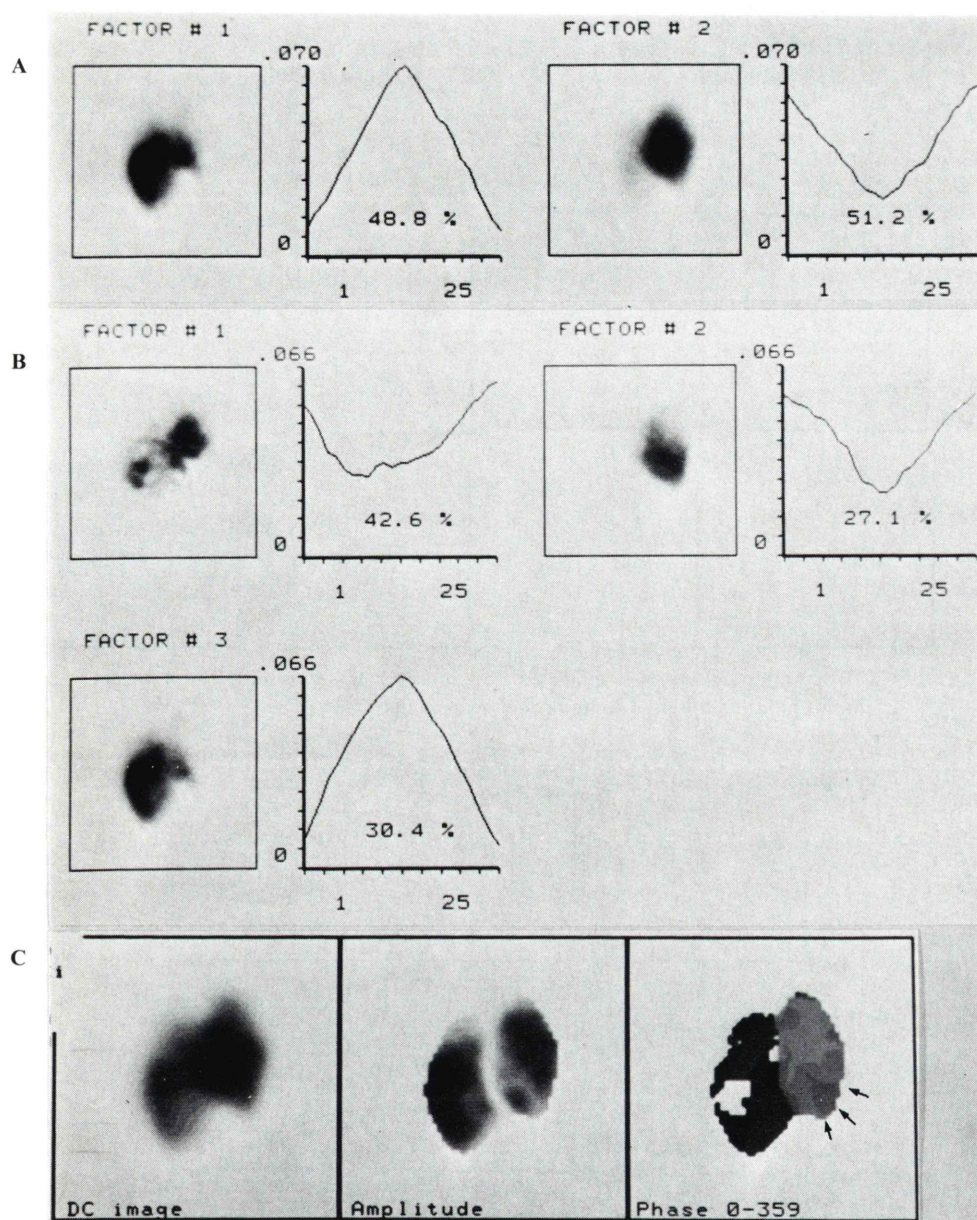 A
FACTOR # 1
.070
0
48.8 %
1 25
FACTOR # 2
.070
0
51.2 %
1 25
B
FACTOR # 1
.066
0
42.6 %
1 25
FACTOR # 2
.066
0
27.1 %
1 25
FACTOR # 3
.066
0
30.4 %
1 25
C
i
DC image
Amplitude
Phase 0-359